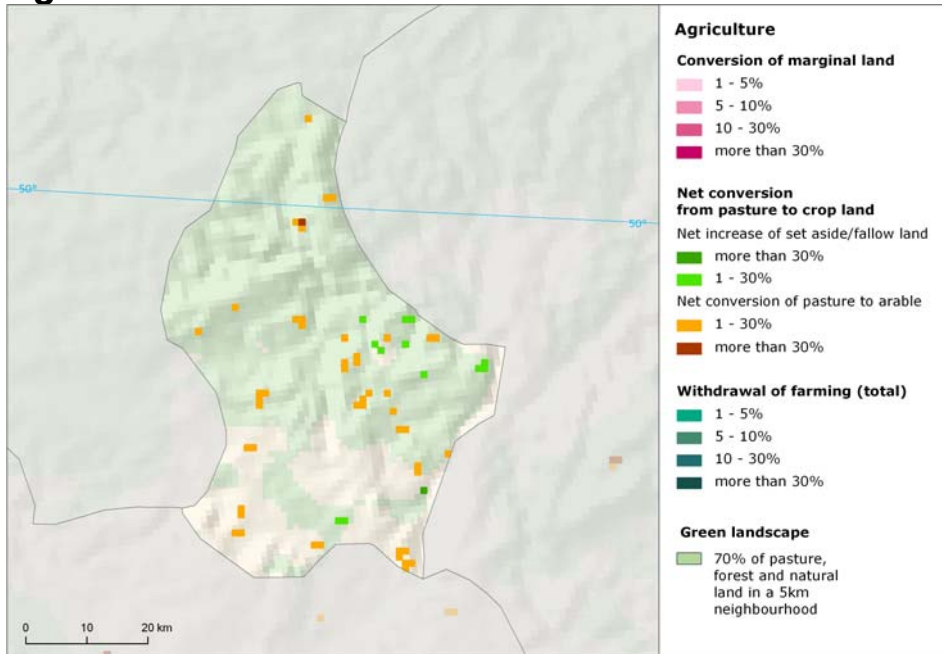 50°
50°
0 10 20 km
Agriculture
Conversion of marginal land
1 - 5%
5 - 10%
10 - 30%
more than 30%
Net conversion
from pasture to crop land
Net increase of set aside/fallow land
more than 30%
1 - 30%
Net conversion of pasture to arable
1 - 30%
more than 30%
Withdrawal of farming (total)
1 - 5%
5 - 10%
10 - 30%
more than 30%
Green landscape
70% of pasture,
forest and natural
land in a 5km
neighbourhood